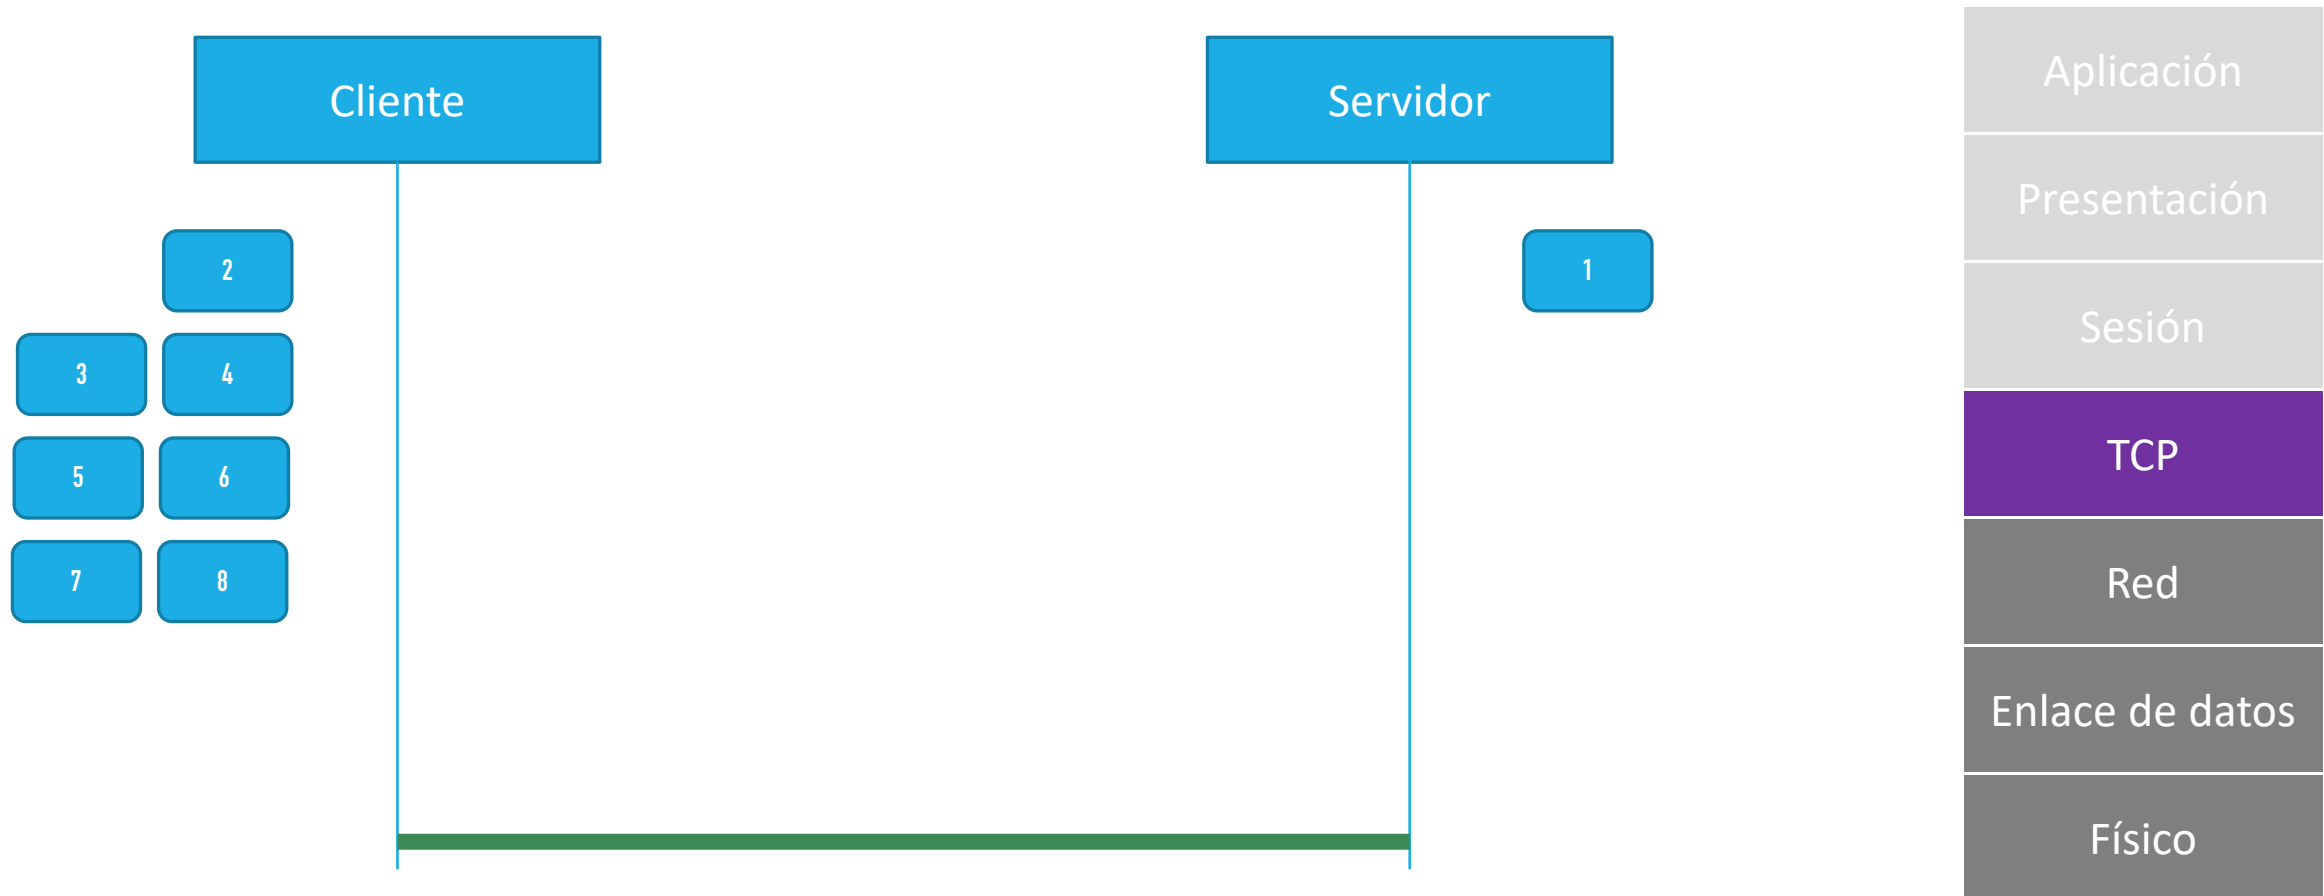 Cliente
Servidor
2
1
3
4
5
6
7
8
Aplicación
Presentación
Sesión
TCP
Red
Enlace de datos
Físico